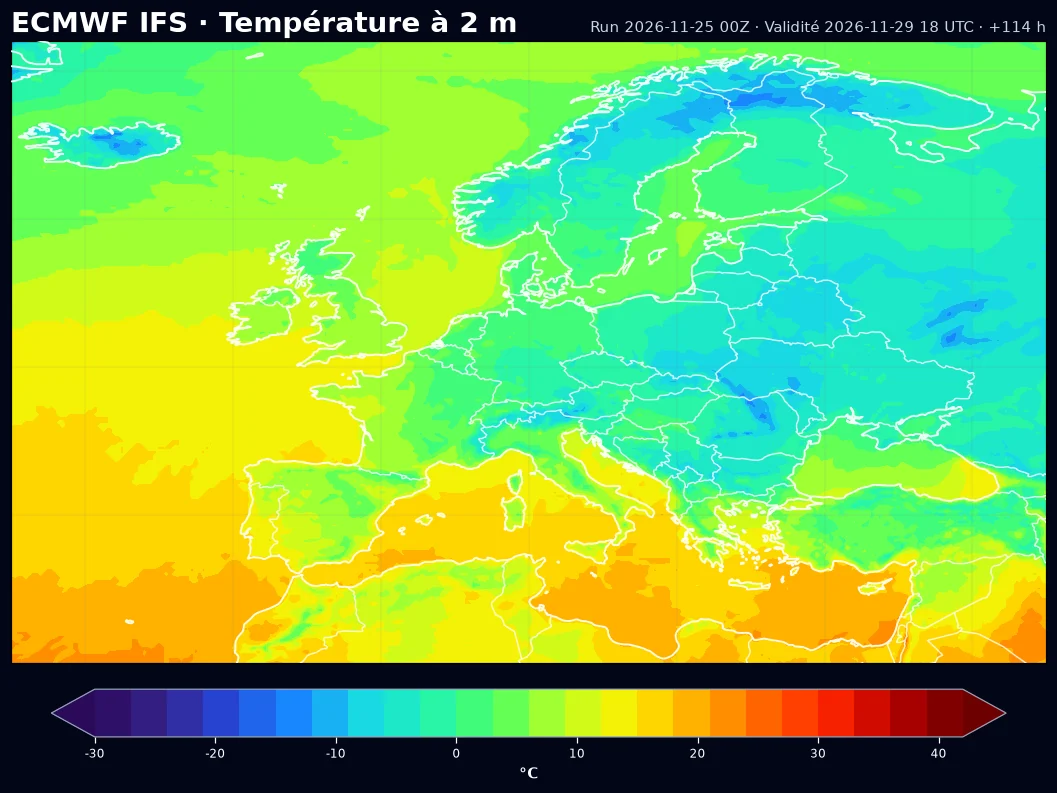 ECMWF IFS · Température à 2 m
Run 2026-11-25 00Z · Validité 2026-11-29 18 UTC · +114 h
-30 -20 -10 0 10 20 30 40
°C